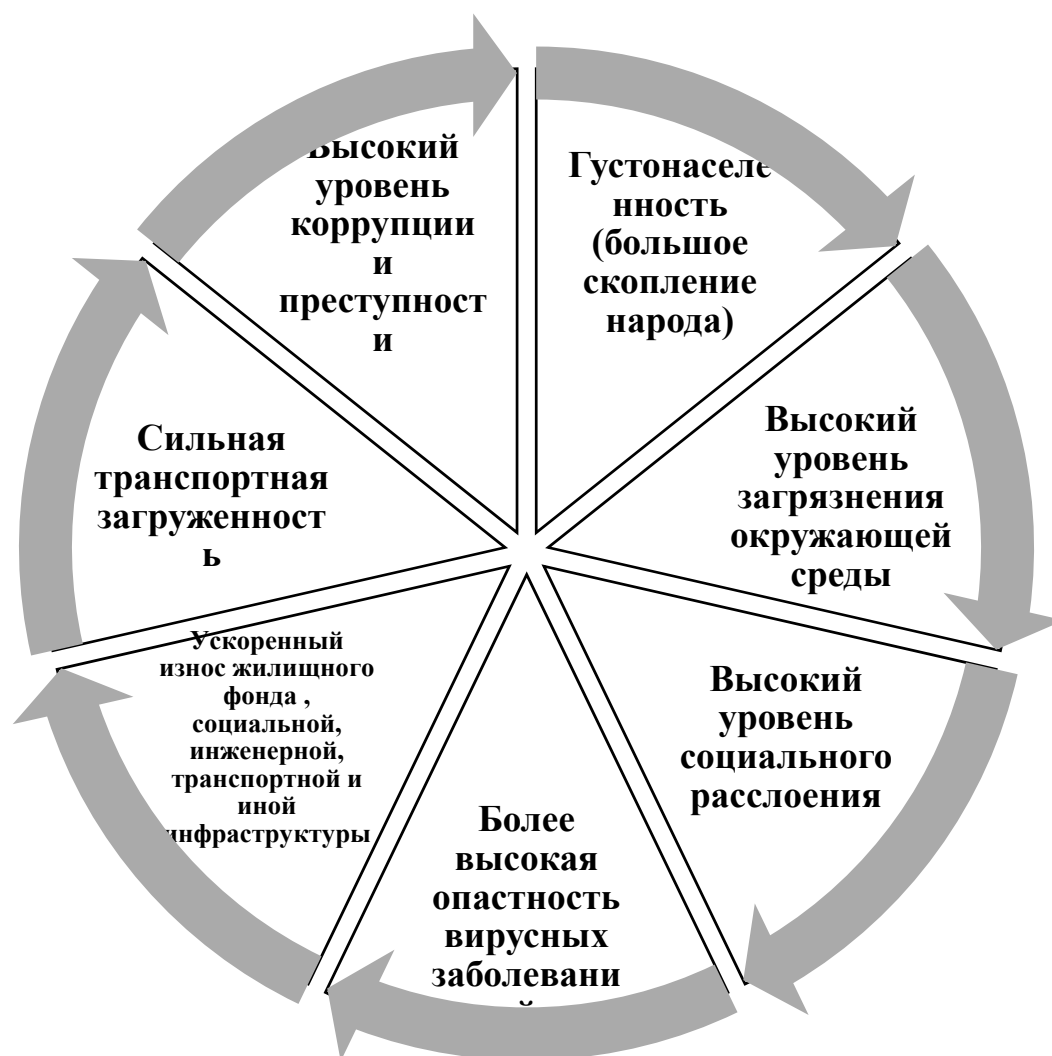 Густонаселе
нность
(большое
скопление
народа)
Высокий
уровень
загрязнения
окружающей
среды
Высокий
уровень
социального
расслоения
Более
высокая
опастность
вирусных
заболевани
й
Ускоренный
износ жилищного
фонда ,
социальной,
инженерной,
транспортной и
иной
инфраструктуры
Сильная
транспортная
загруженност
ь
Высокий
уровень
коррупции
и
преступност
и